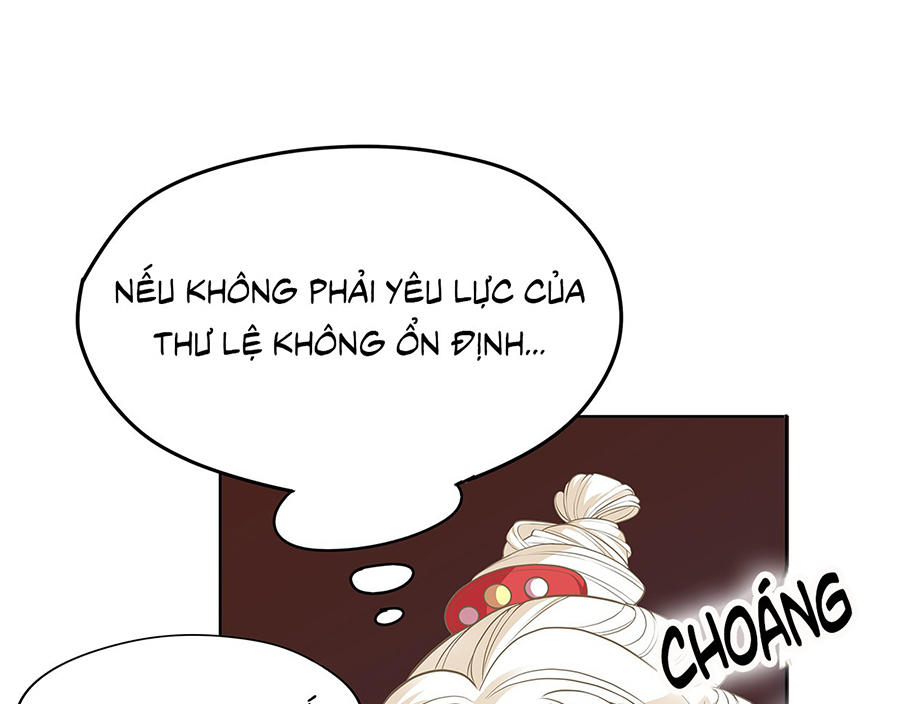 NẾU KHÔNG PHẢI YÊU LỰC CỦA
THƯ LỆ KHÔNG ỔN ĐỊNH...
CHOÁNG